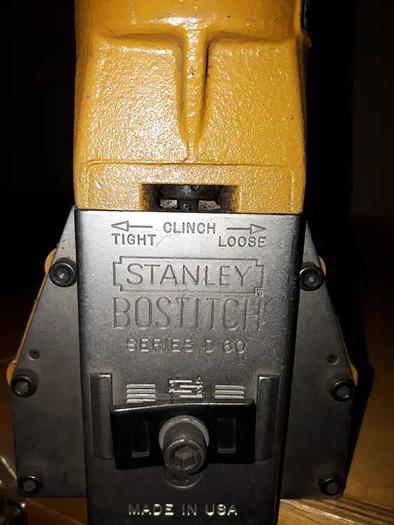 CLINCH
TIGHT LOOSE
STANLEY
BOSTITCH
SERIES D 60
MADE IN USA